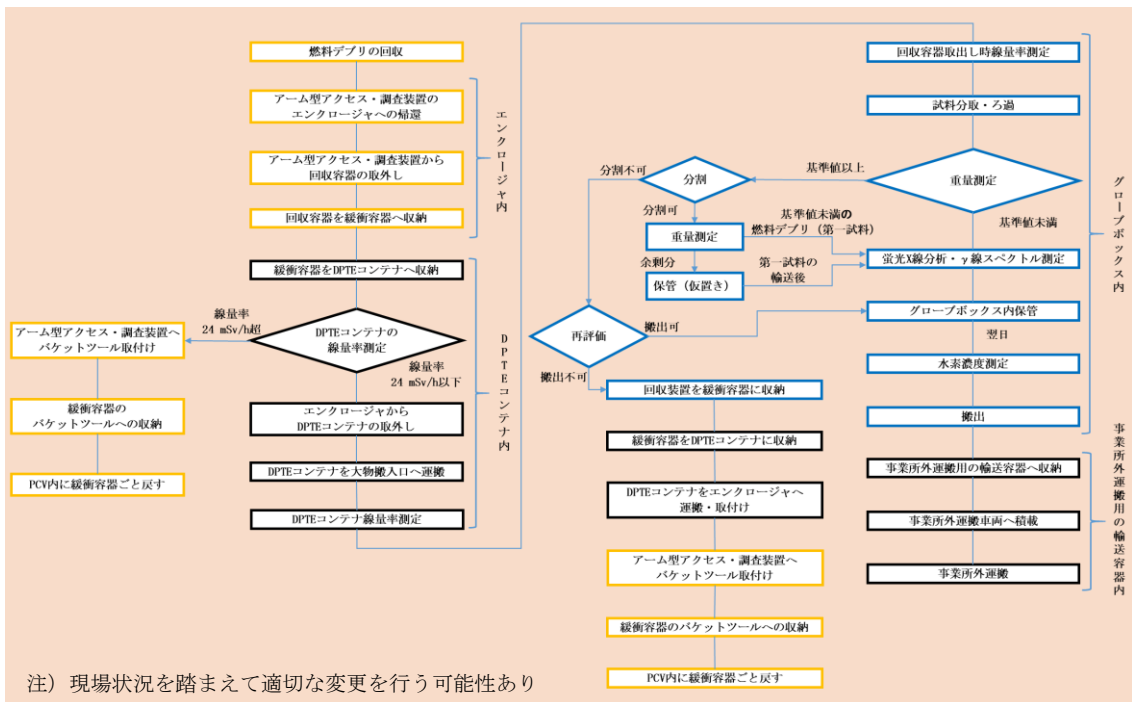 燃料デブリの回収
アーム型アクセス・調査装置の
エンクロージャへの帰還
アーム型アクセス・調査装置から
回収容器の取外し
回収容器を緩衝容器へ収納
エンクロージャ内
緩衝容器をDPTEコンテナへ収納
線量率
24 mSv/h超
DPTEコンテナの
線量率測定
線量率
24 mSv/h以下
アーム型アクセス・調査装置へ
バケットツール取付け
緩衝容器の
バケットツールへの収納
PCV内に緩衝容器ごと戻す
エンクロージャから
DPTEコンテナの取外し
DPTEコンテナを大物搬入口へ運搬
DPTEコンテナ線量率測定
DPTEコンテナ内
回収容器取出し時線量率測定
試料分取・ろ過
重量測定
基準値以上
基準値未満
分割
分割不可
分割可
重量測定
基準値未満の
燃料デブリ（第一試料）
余剰分
保管（仮置き）
第一試料の
輸送後
蛍光X線分析・γ線スペクトル測定
再評価
搬出可
搬出不可
グローブボックス内保管
翌日
水素濃度測定
搬出
グローブボックス内
回収装置を緩衝容器に収納
緩衝容器をDPTEコンテナに収納
DPTEコンテナをエンクロージャへ
運搬・取付け
アーム型アクセス・調査装置へ
バケットツール取付け
緩衝容器のバケットツールへの収納
PCV内に緩衝容器ごと戻す
事業所外運搬用の輸送容器へ収納
事業所外運搬車両へ積載
事業所外運搬
事業所外運搬用の輸送容器内
注）現場状況を踏まえて適切な変更を行う可能性あり